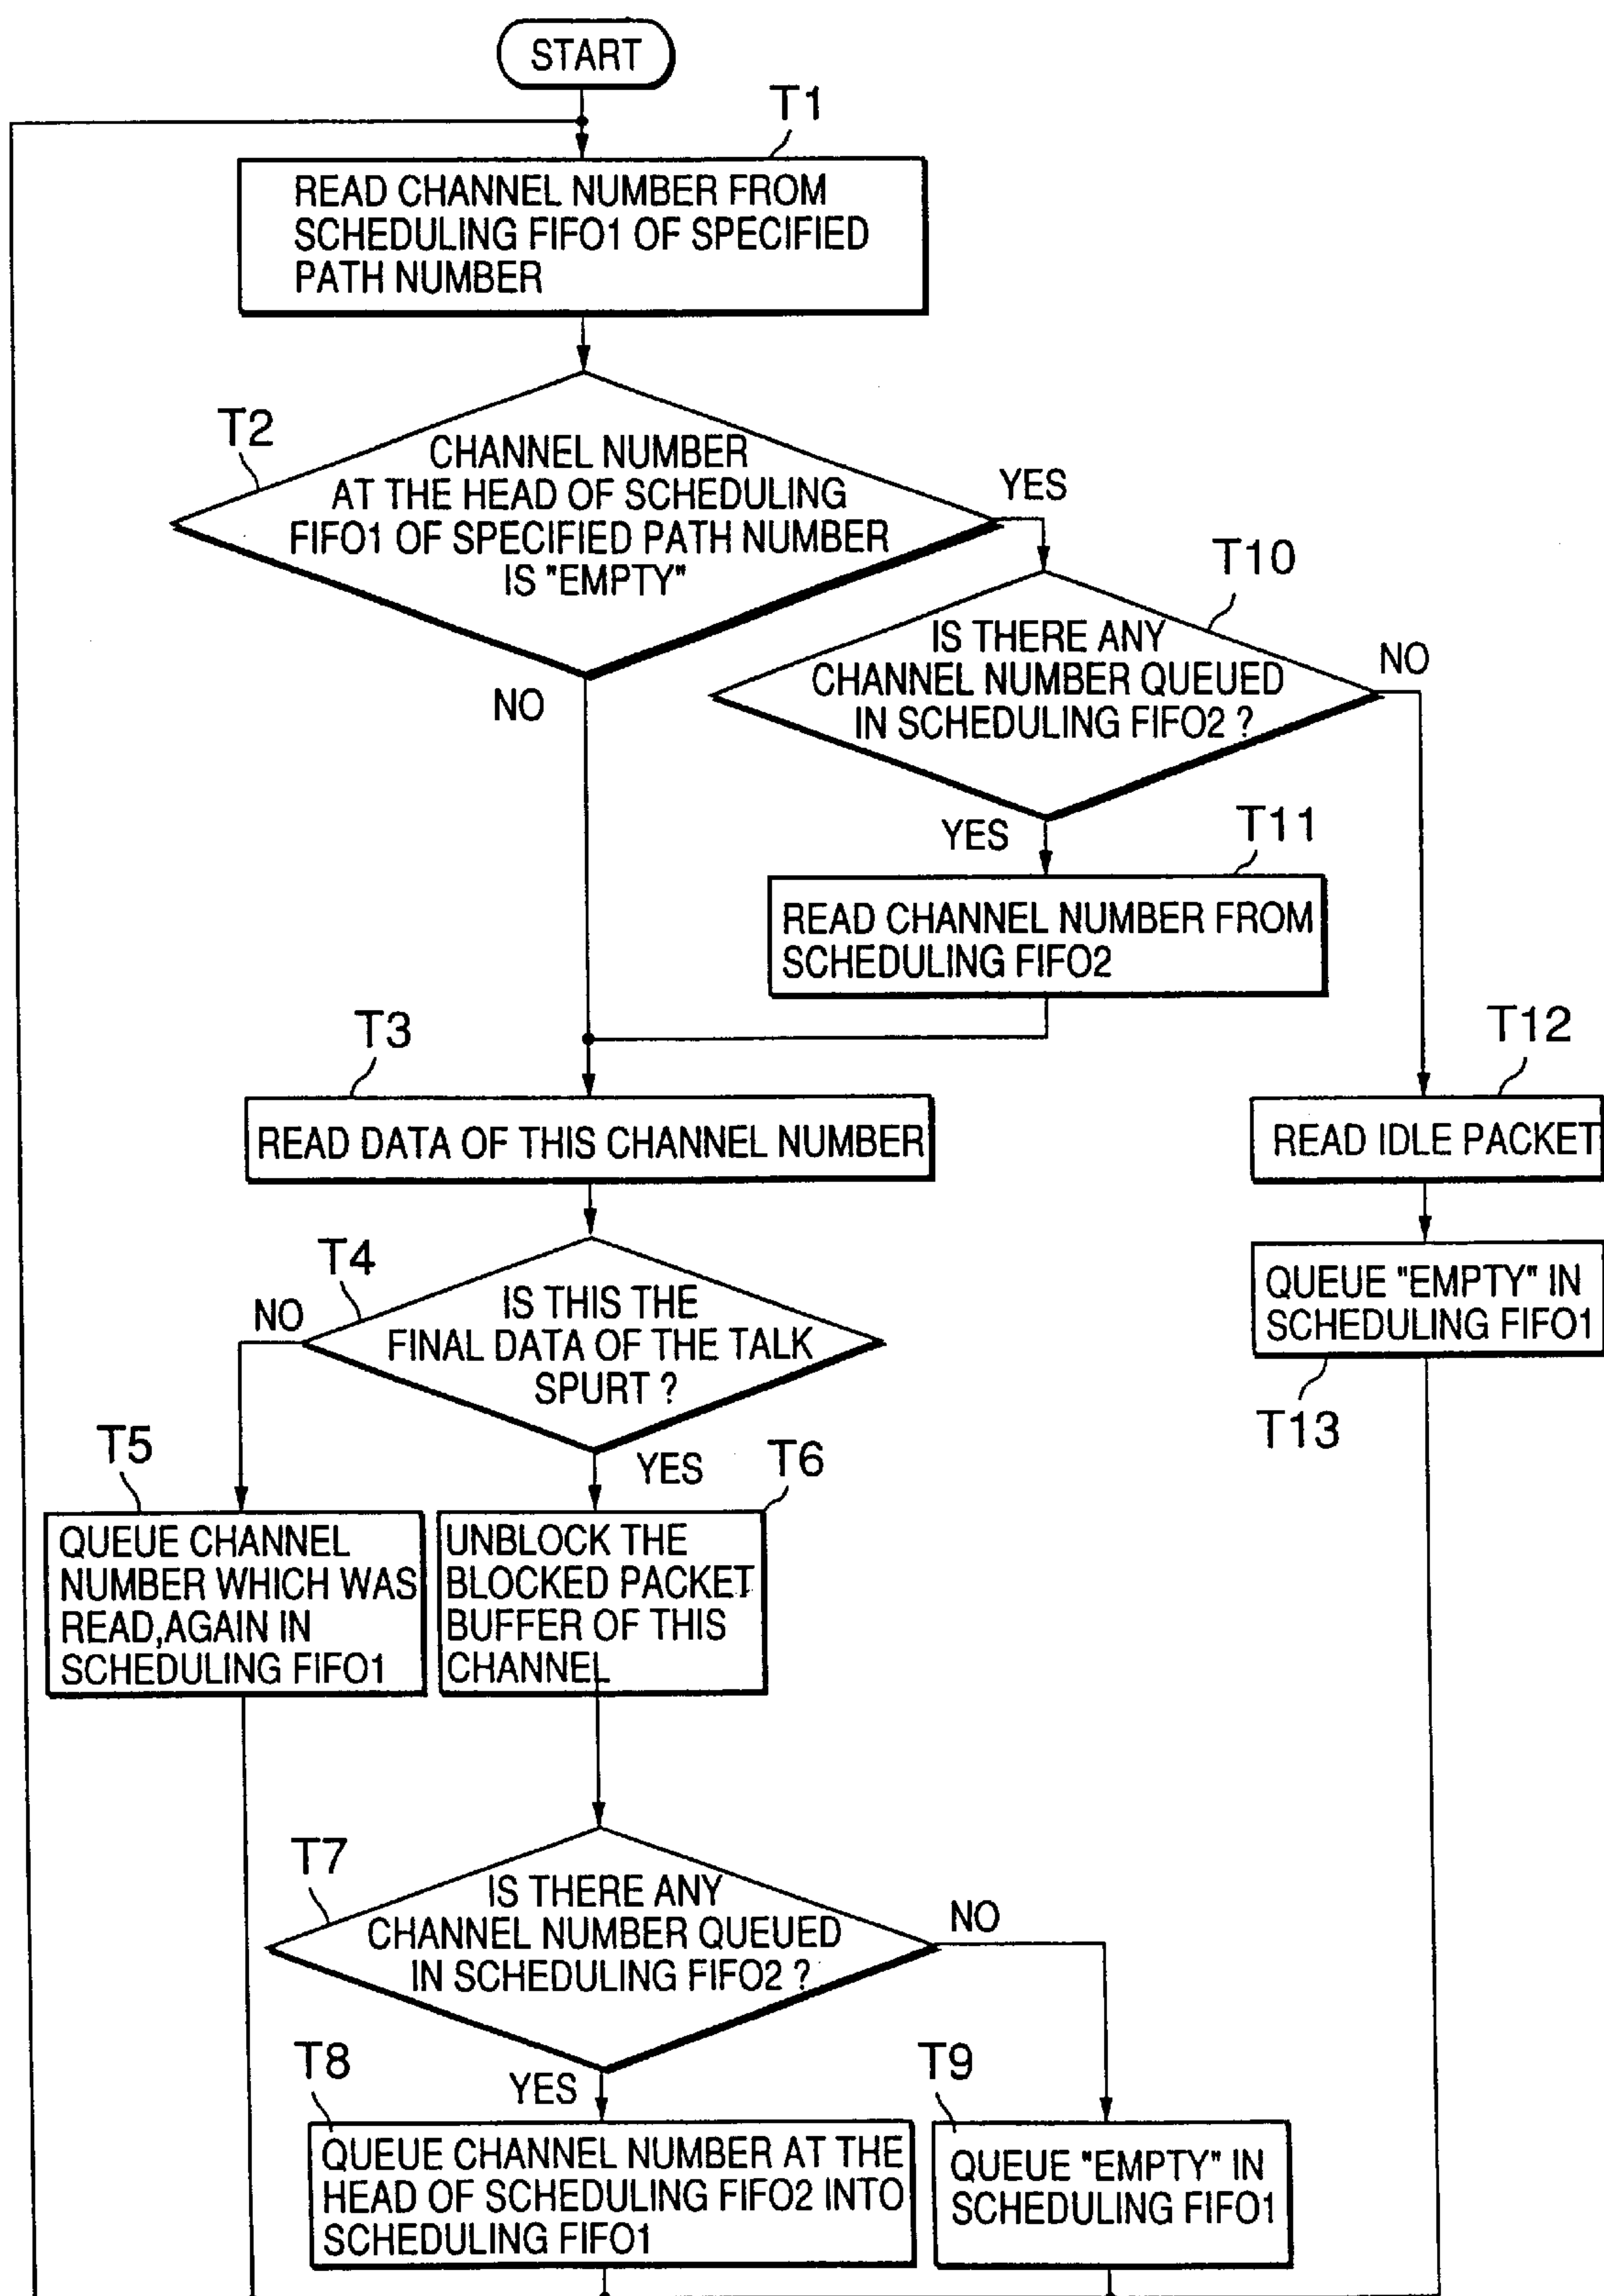 START
T1
READ CHANNEL NUMBER FROM
SCHEDULING FIFO1 OF SPECIFIED
PATH NUMBER
T2
CHANNEL NUMBER
AT THE HEAD OF SCHEDULING
FIFO1 OF SPECIFIED PATH NUMBER
IS "EMPTY"
YES
NO
T10
IS THERE ANY
CHANNEL NUMBER QUEUED
IN SCHEDULING FIFO2 ?
NO
YES
T11
READ CHANNEL NUMBER FROM
SCHEDULING FIFO2
T3
READ DATA OF THIS CHANNEL NUMBER
T12
READ IDLE PACKET
QUEUE "EMPTY" IN
SCHEDULING FIFO1
T13
T4
IS THIS THE
FINAL DATA OF THE TALK
SPURT ?
NO
YES
T5
QUEUE CHANNEL
NUMBER WHICH WAS
READ,AGAIN IN
SCHEDULING FIFO1
T6
UNBLOCK THE
BLOCKED PACKET
BUFFER OF THIS
CHANNEL
T7
IS THERE ANY
CHANNEL NUMBER QUEUED
IN SCHEDULING FIFO2 ?
NO
YES
T8
QUEUE CHANNEL NUMBER AT THE
HEAD OF SCHEDULING FIFO2 INTO
SCHEDULING FIFO1
T9
QUEUE "EMPTY" IN
SCHEDULING FIFO1